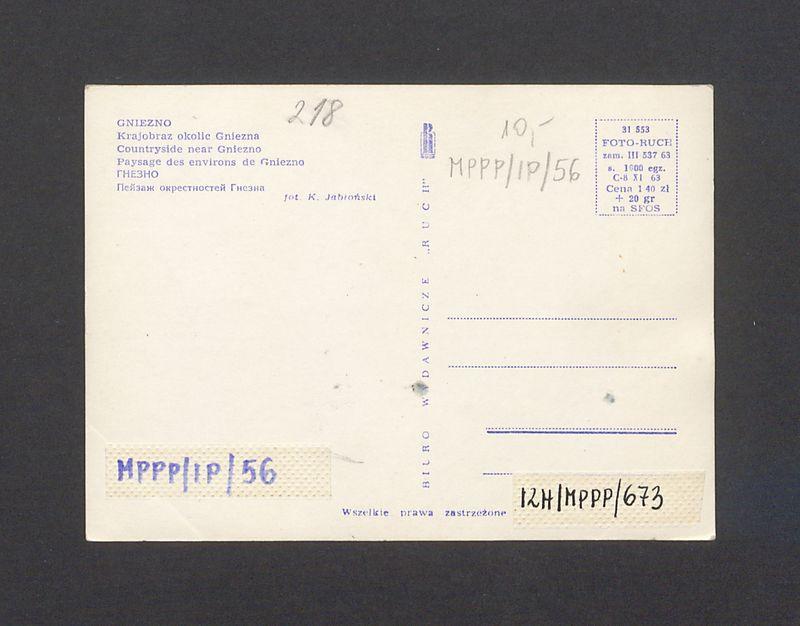 GNIEZNO
Krajobraz okolic Gniezna
Countryside near Gniezno
Paysage des environs de Gniezno
ГНЕЗНО
Пейзаж окрестностей Гнезна
fot. K. Jabłoński
218
BIURO WYDAWNICZE „RUCH"
10,-
MPPP/IP/56
31 553
FOTO-RUCH
zam. III 537 63
s. 1000 egz.
C-8 XI 63
Cena 1 40 zł
+ 20 gr
na SFOS
MPPP/IP/56
12H/MPPP/673
Wszelkie prawa zastrzeżone